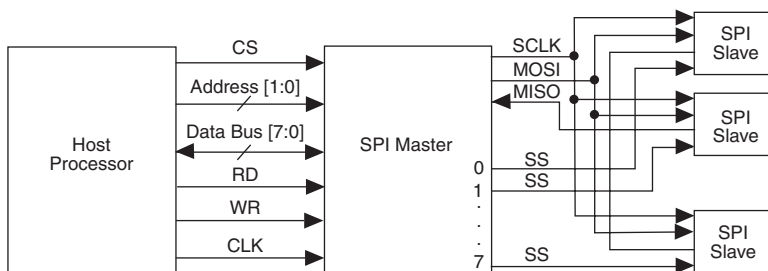 Host
Processor
CS
Address [1:0]
Data Bus [7:0]
RD
WR
CLK
SPI Master
0
1
.
.
.
.
7
SCLK
MOSI
MISO
SS
SS
SS
SPI
Slave
SPI
Slave
SPI
Slave